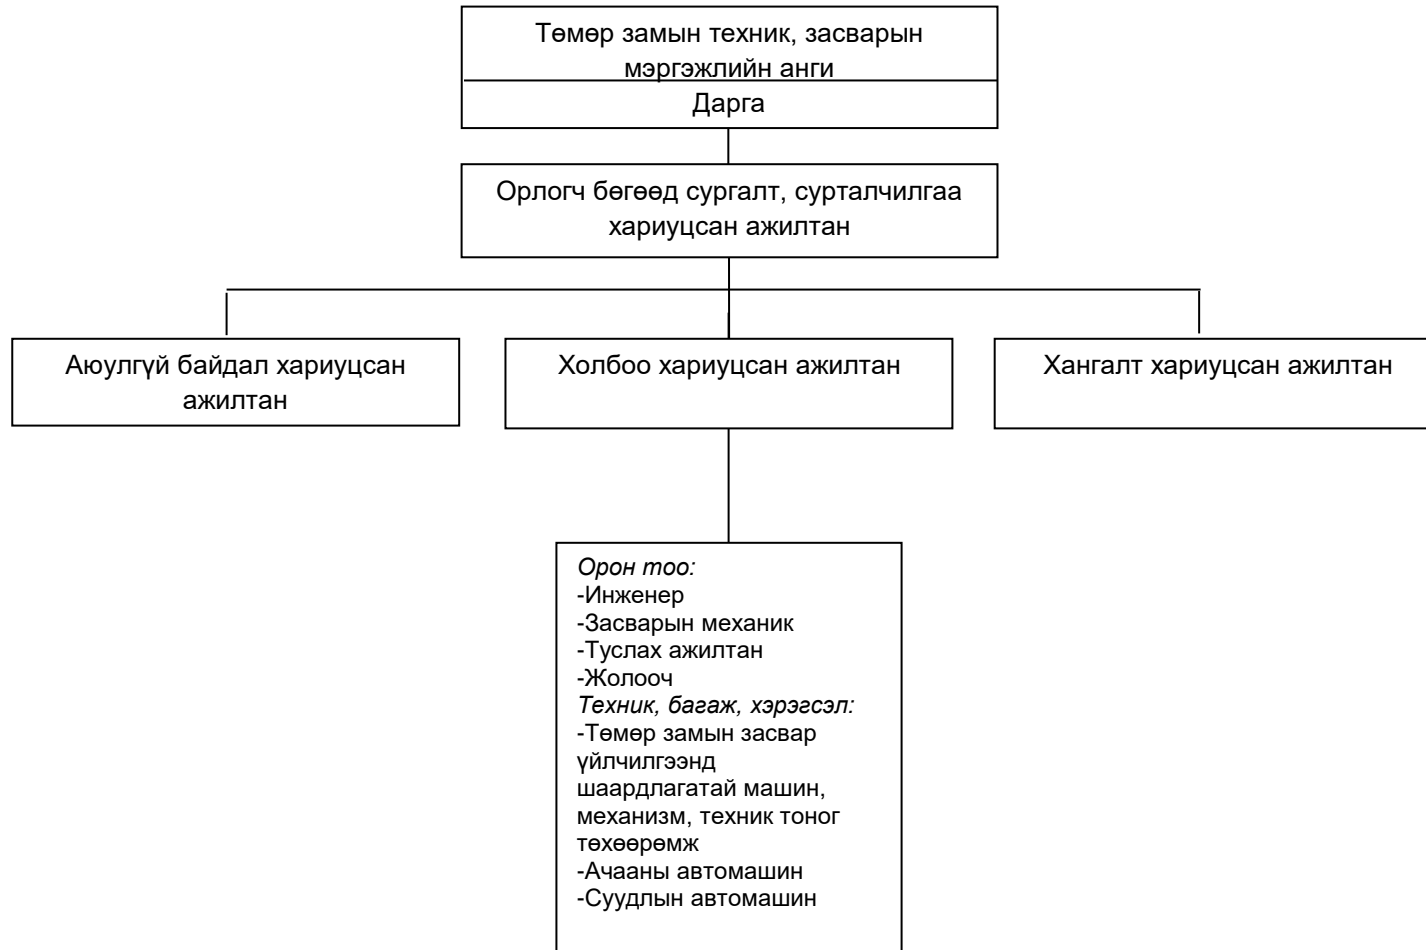 Төмөр замын техник, засварын
мэргэжлийн анги
Дарга
Орлогч бөгөөд сургалт, сурталчилгаа
хариуцсан ажилтан
Аюулгүй байдал хариуцсан
ажилтан
Холбоо хариуцсан ажилтан
Хангалт хариуцсан ажилтан
Орон тоо:
-Инженер
-Засварын механик
-Туслах ажилтан
-Жолооч
Техник, багаж, хэрэгсэл:
-Төмөр замын засвар
үйлчилгээнд
шаардлагатай машин,
механизм, техник тоног
төхөөрөмж
-Ачааны автомашин
-Суудлын автомашин